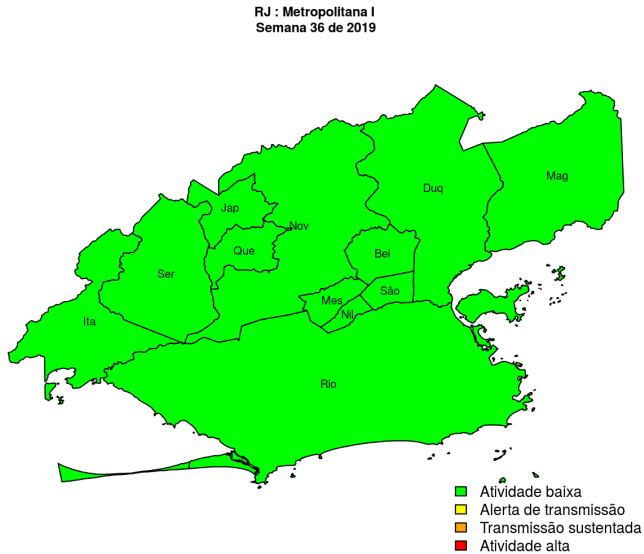 RJ : Metropolitana I
Semana 36 de 2019
Mag
Duq
Jap
Nov
Que
Bel
Ser
São
Mes
Nil
Ita
Rio
Atividade baixa
Alerta de transmissão
Transmissão sustentada
Atividade alta